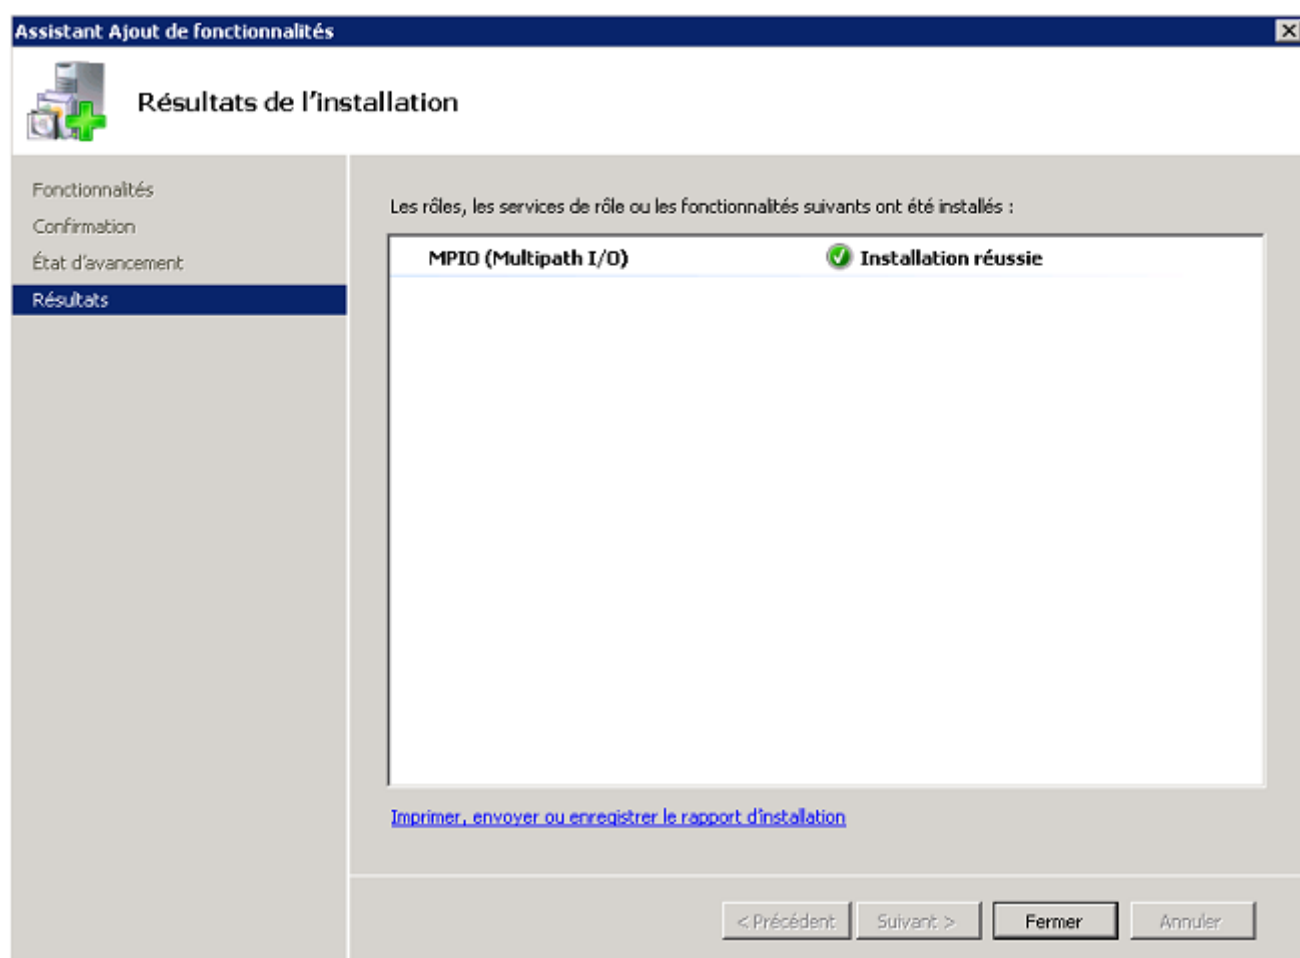 Assistant Ajout de fonctionnalités
Résultats de l'installation
Fonctionnalités
Confirmation
État d'avancement
Résultats
Les rôles, les services de rôle ou les fonctionnalités suivants ont été installés :
MPIO (Multipath I/O) Installation réussie
Imprimer, envoyer ou enregistrer le rapport d'installation
< Précédent Suivant > Fermer Annuler